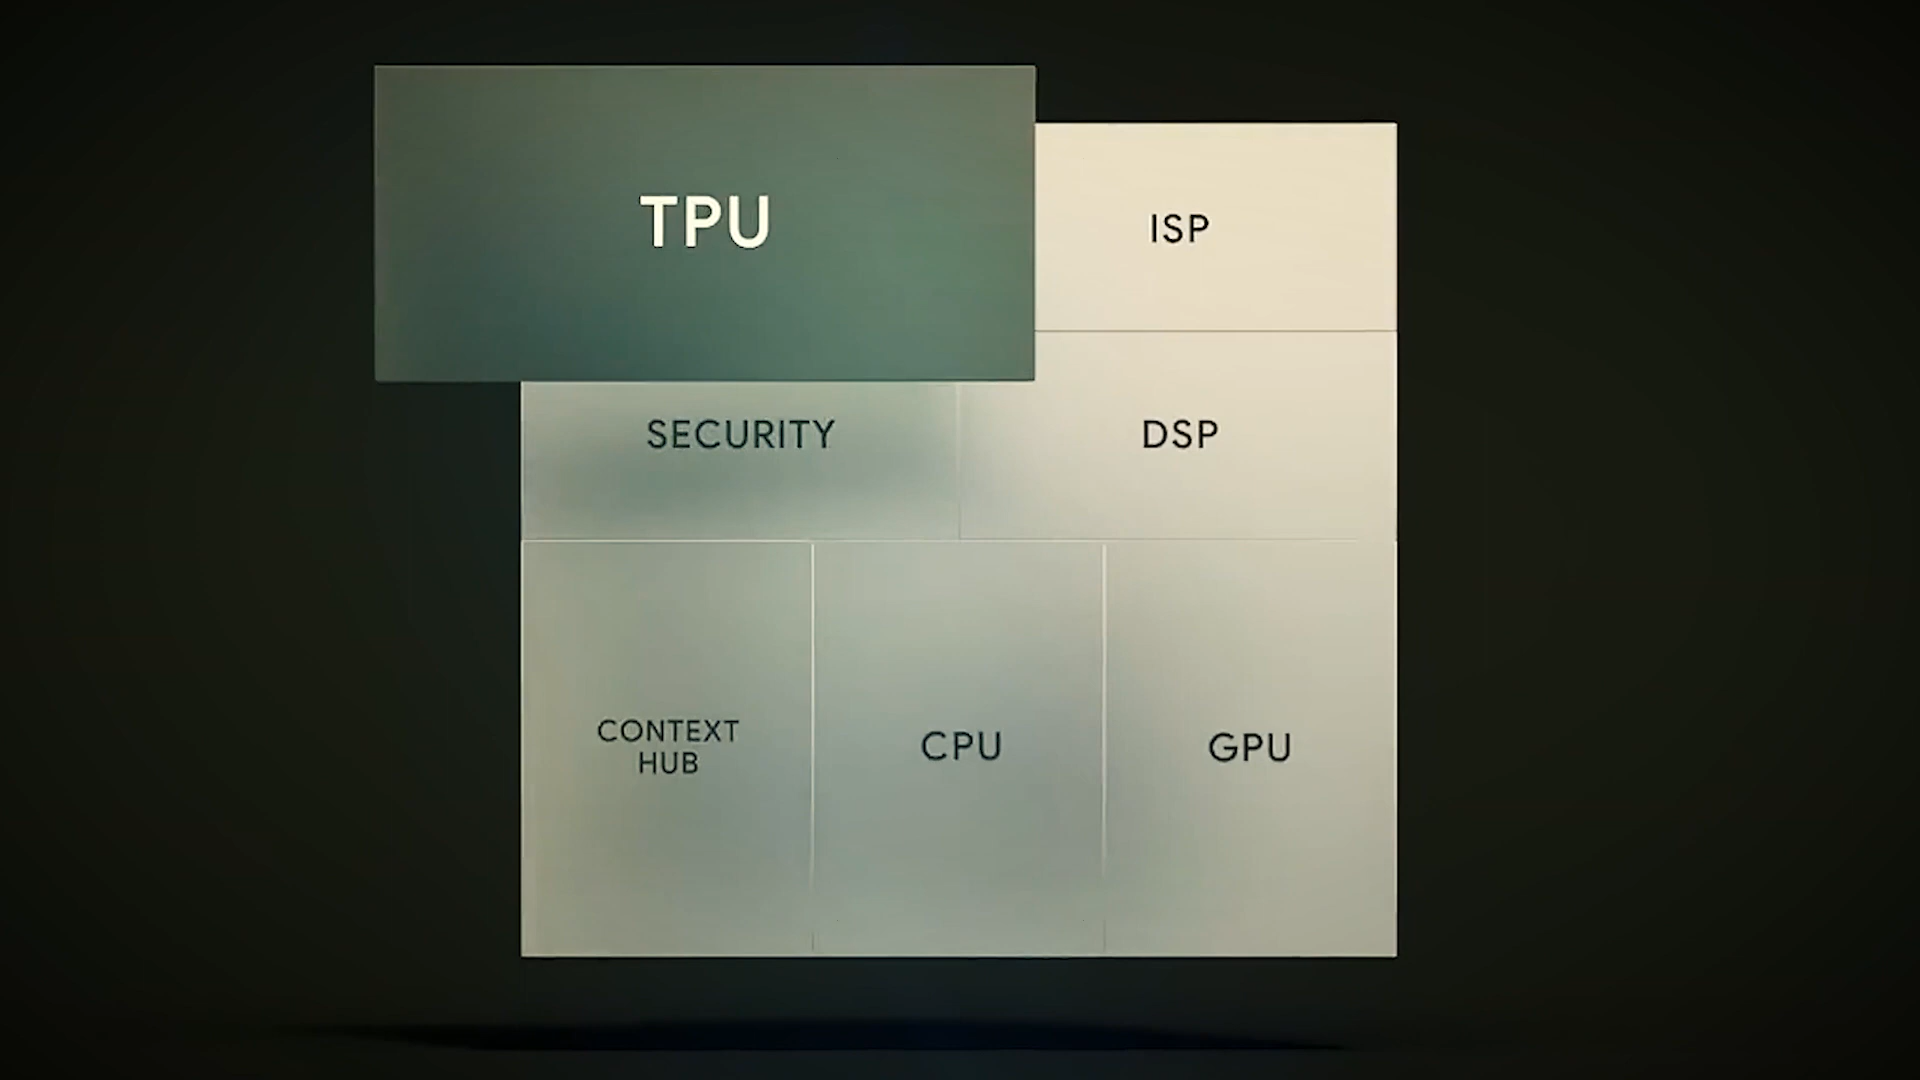 TPU
ISP
SECURITY
DSP
CONTEXT
HUB
CPU
GPU